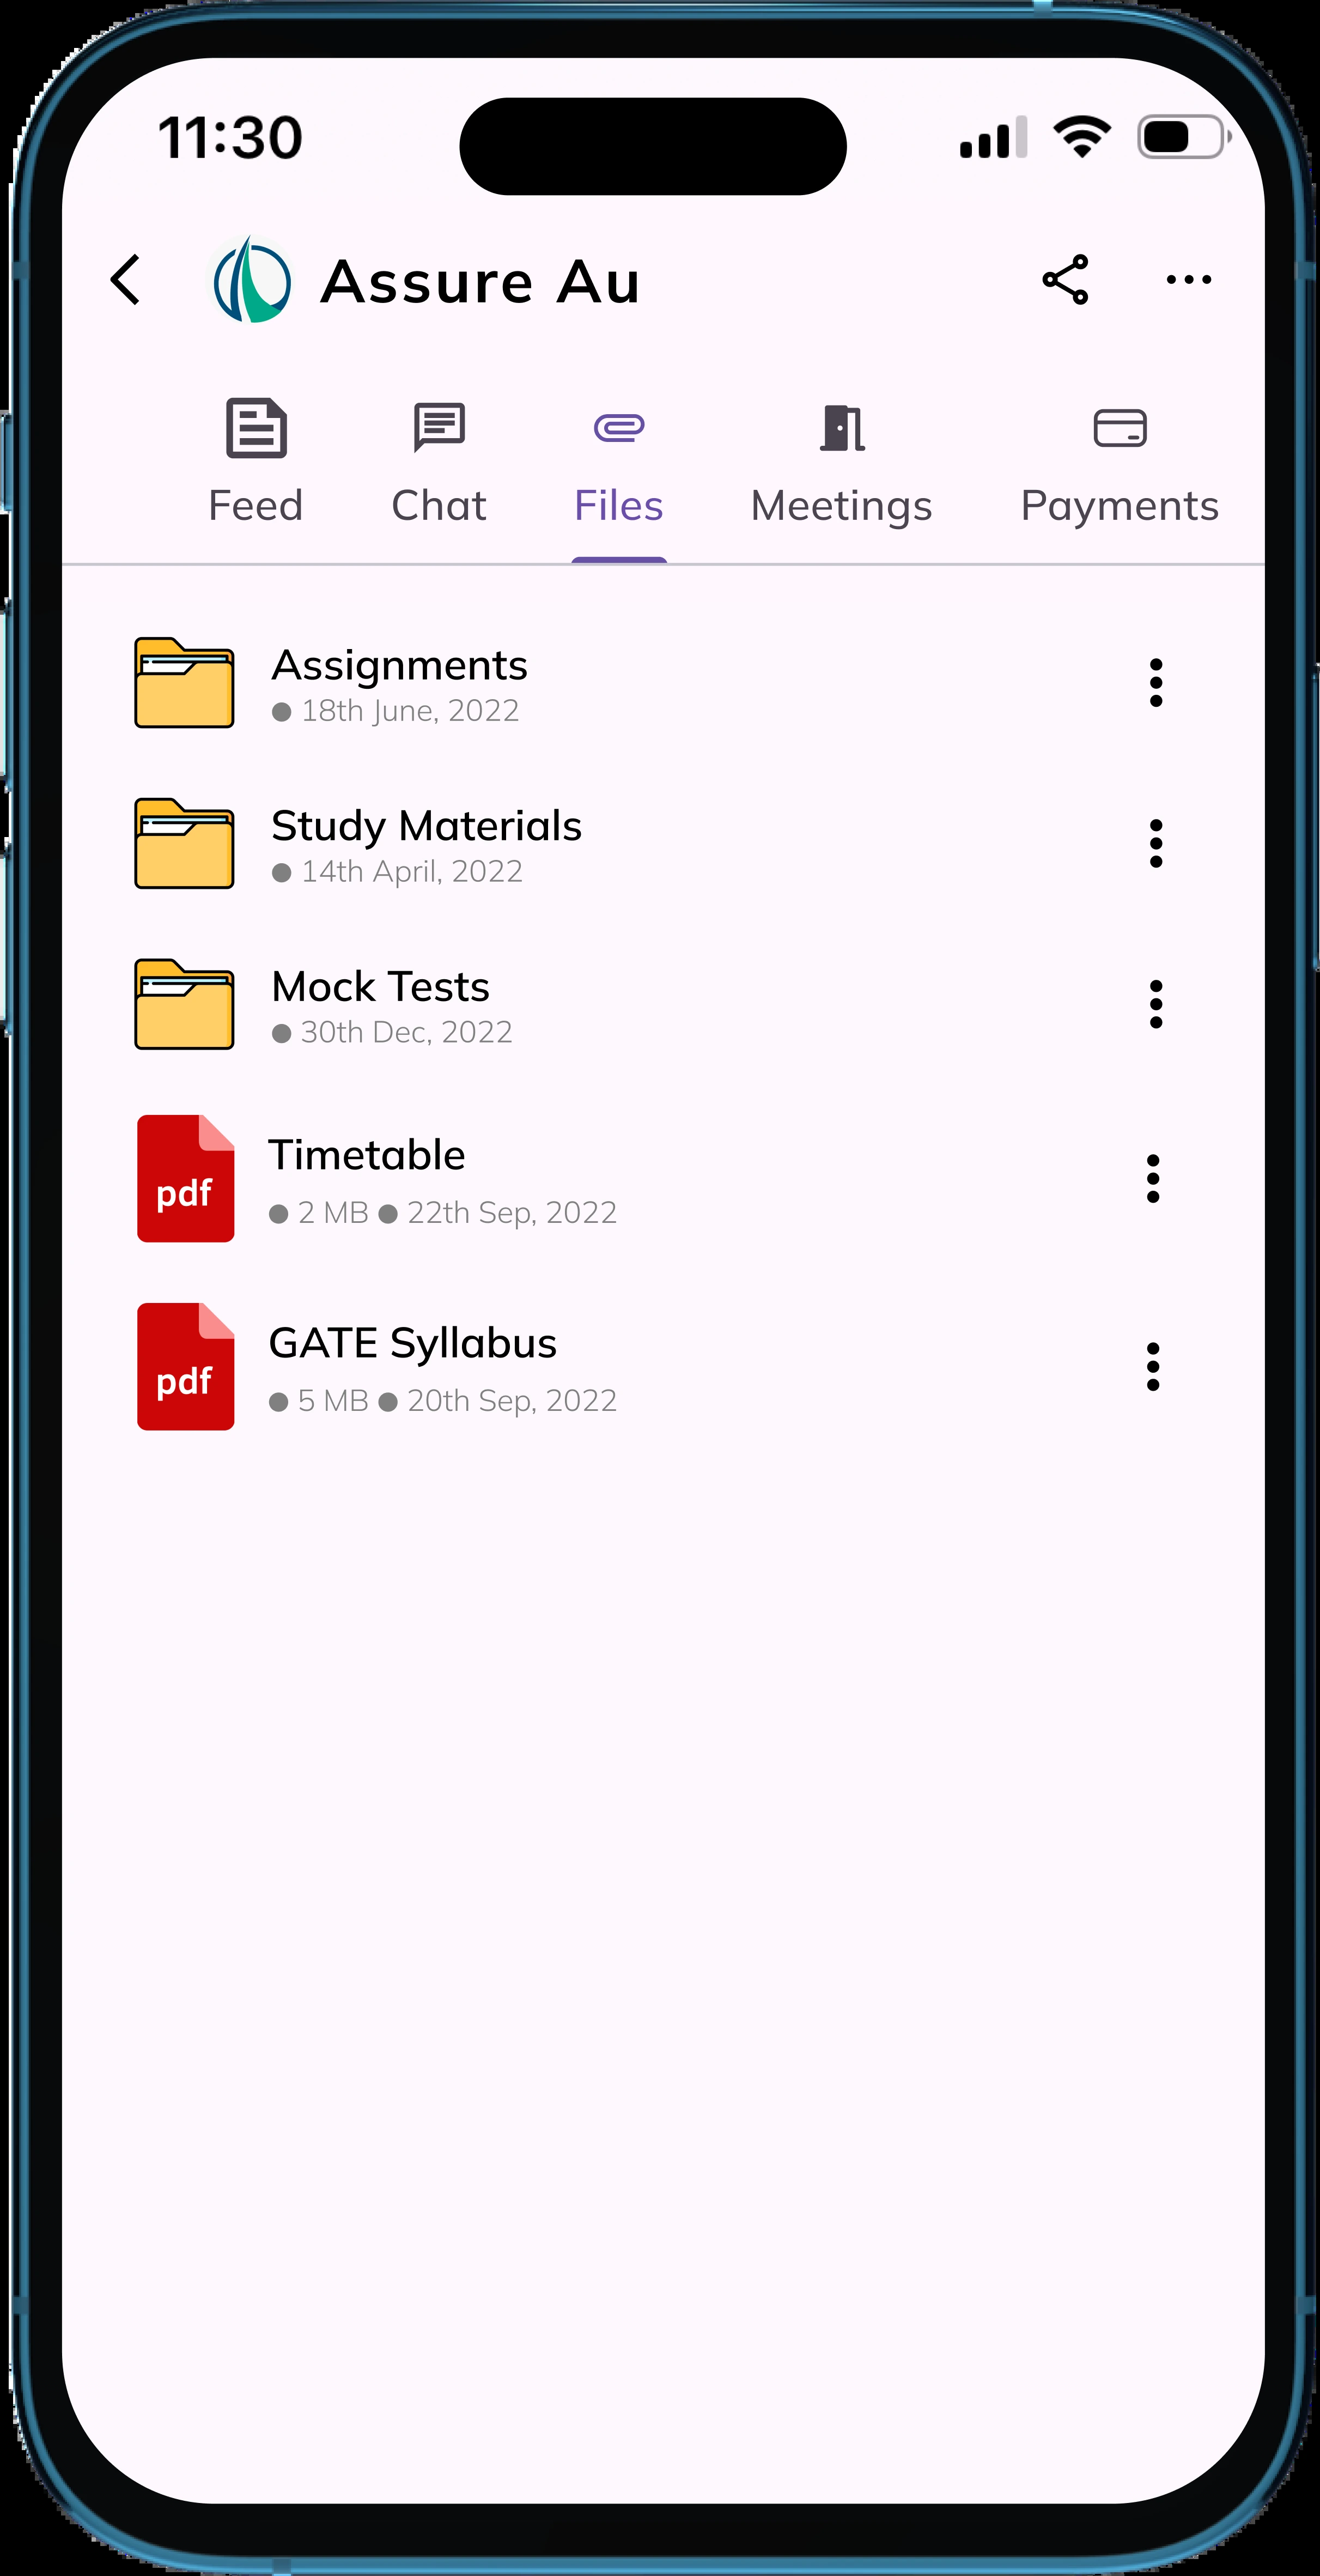 11:30
Assure Au
Feed Chat Files Meetings Payments
Assignments
● 18th June, 2022
Study Materials
● 14th April, 2022
Mock Tests
● 30th Dec, 2022
pdf
Timetable
● 2 MB ● 22th Sep, 2022
pdf
GATE Syllabus
● 5 MB ● 20th Sep, 2022